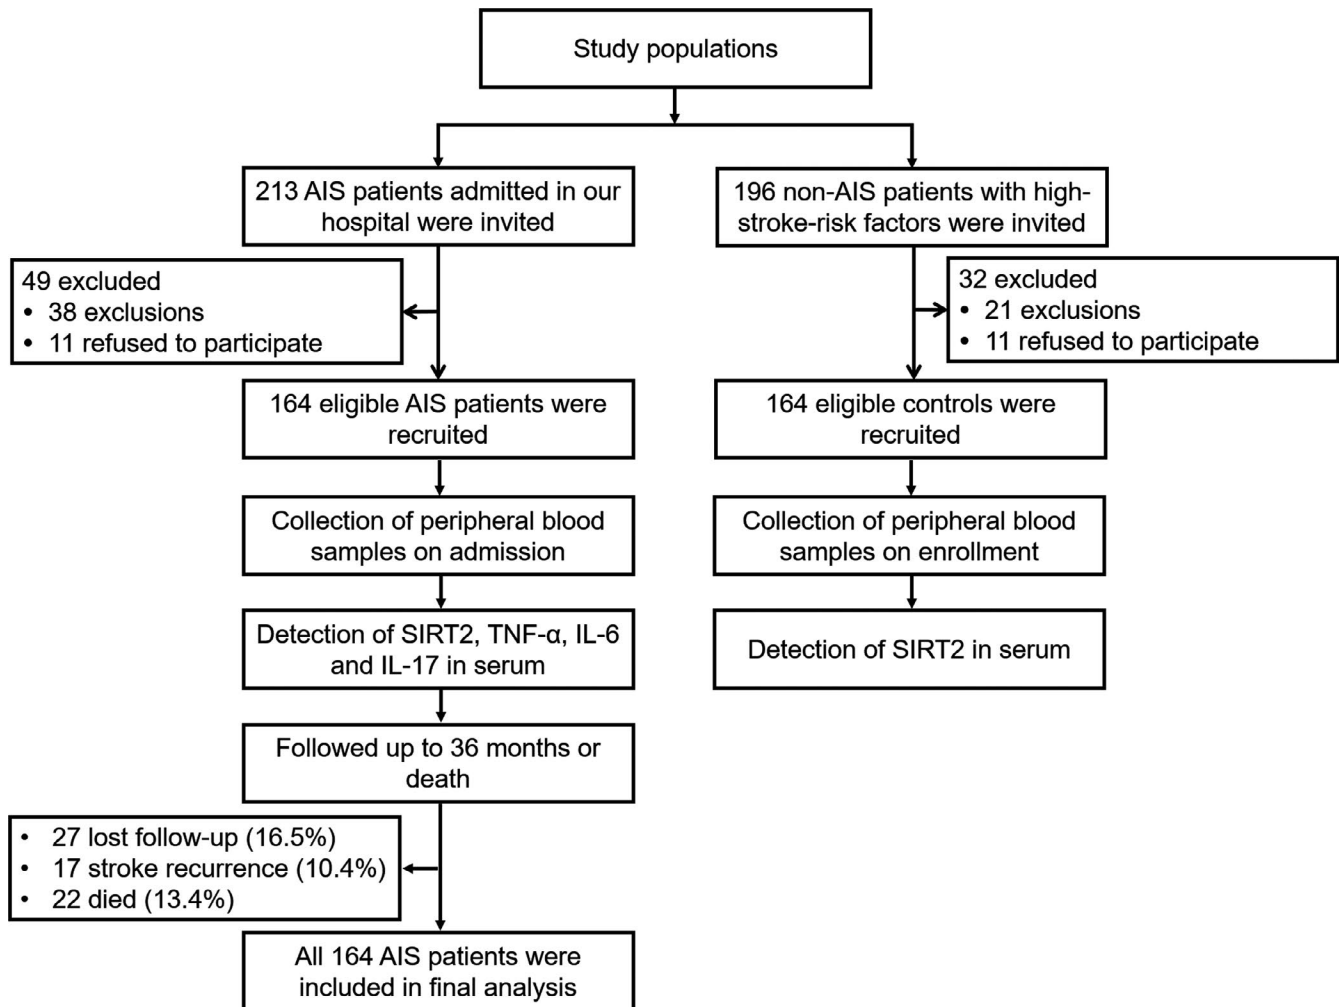 Study populations
213 AIS patients admitted in our
hospital were invited
196 non-AIS patients with high-
stroke-risk factors were invited
49 excluded
• 38 exclusions
• 11 refused to participate
32 excluded
• 21 exclusions
• 11 refused to participate
164 eligible AIS patients were
recruited
164 eligible controls were
recruited
Collection of peripheral blood
samples on admission
Collection of peripheral blood
samples on enrollment
Detection of SIRT2, TNF-α, IL-6
and IL-17 in serum
Detection of SIRT2 in serum
Followed up to 36 months or
death
• 27 lost follow-up (16.5%)
• 17 stroke recurrence (10.4%)
• 22 died (13.4%)
All 164 AIS patients were
included in final analysis